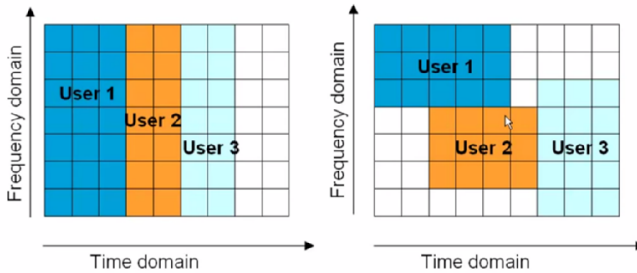 Frequency domain
User 1
User 2
User 3
Time domain
Frequency domain
User 1
User 2
User 3
Time domain